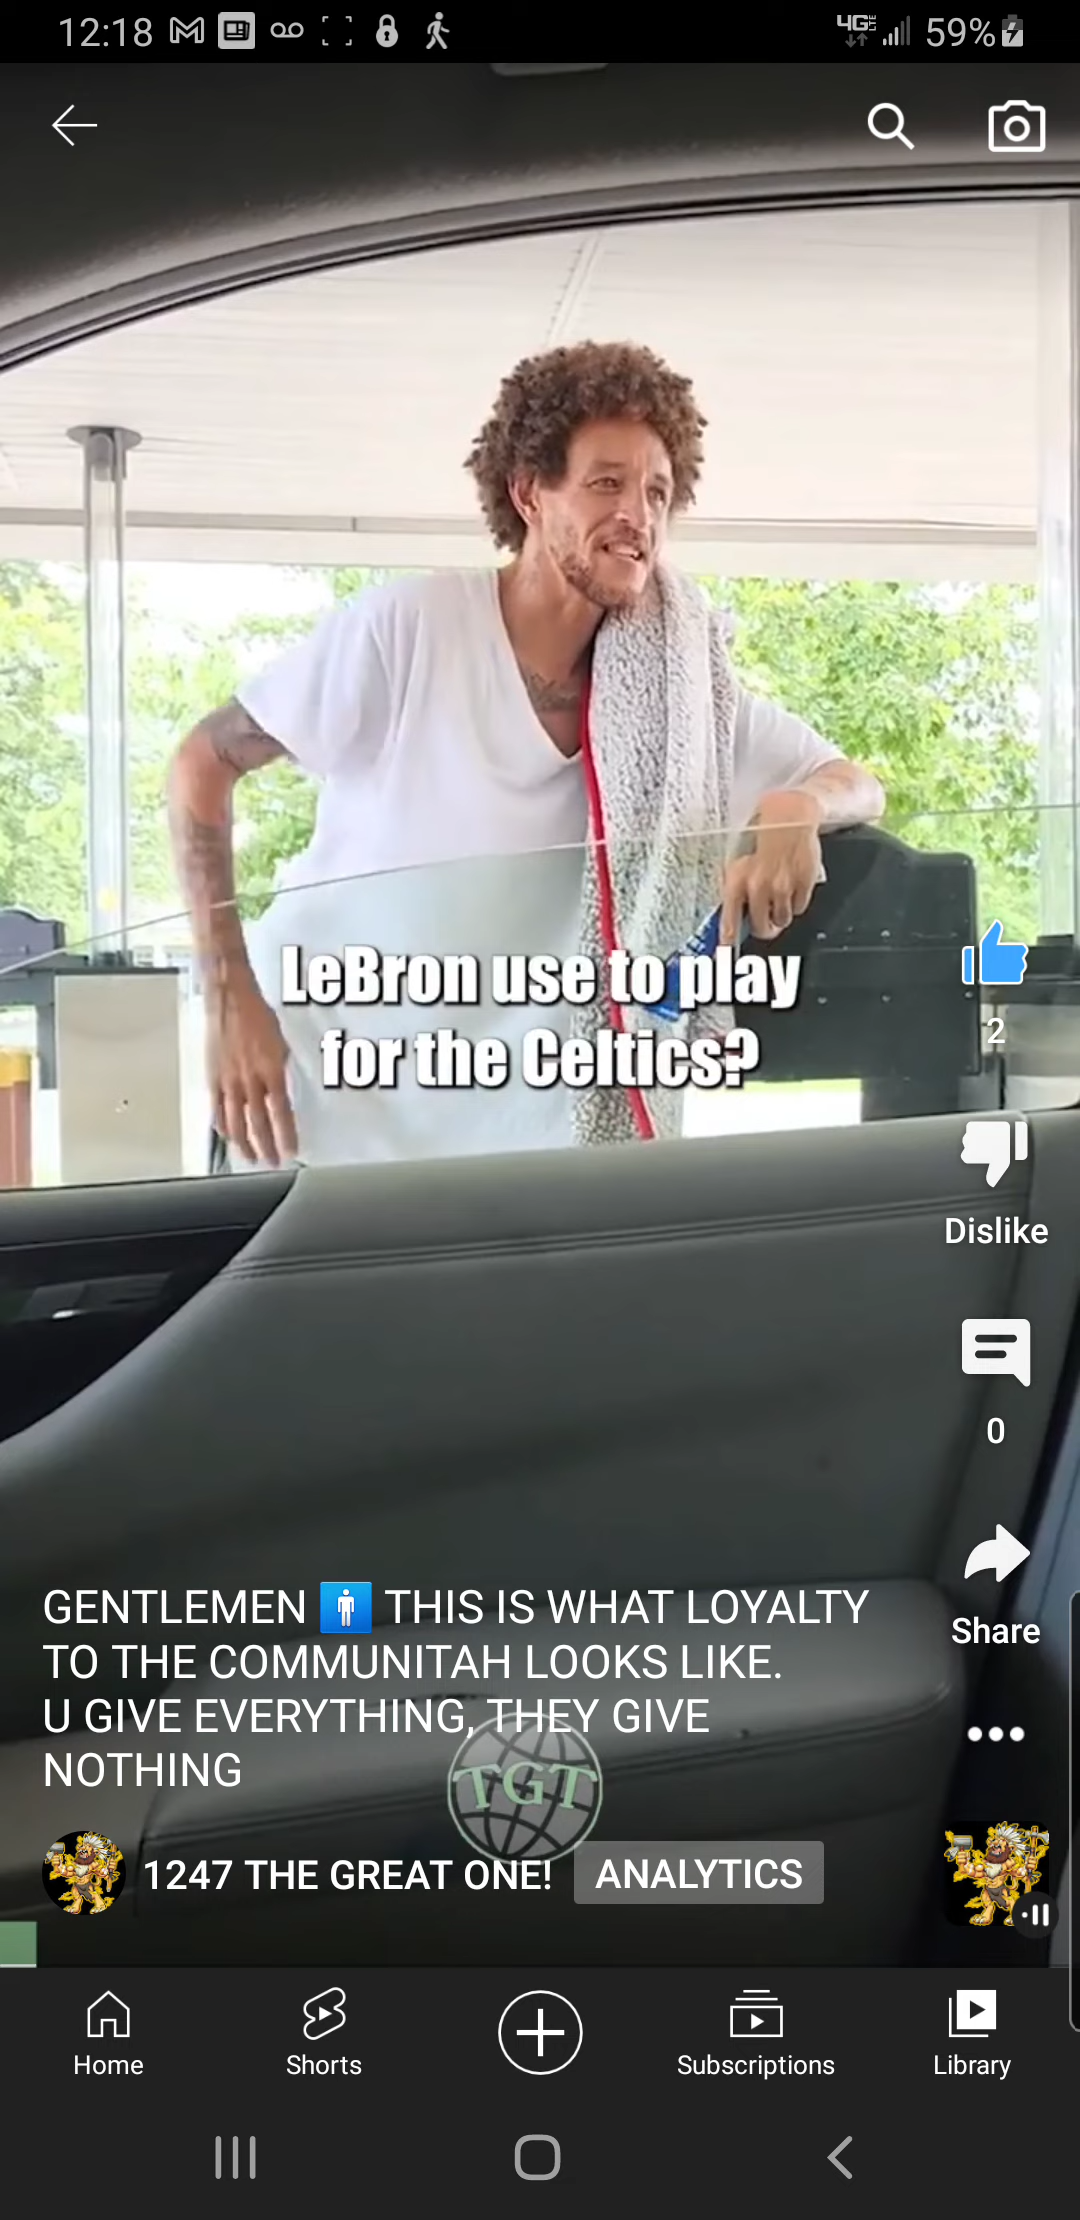 12:18
4G LTE 59%
LeBron use to play
for the Celtics?
2
Dislike
0
Share
GENTLEMEN 🚹 THIS IS WHAT LOYALTY
TO THE COMMUNITAH LOOKS LIKE.
U GIVE EVERYTHING, THEY GIVE
NOTHING
TGT
1247 THE GREAT ONE! ANALYTICS
Home Shorts Subscriptions Library